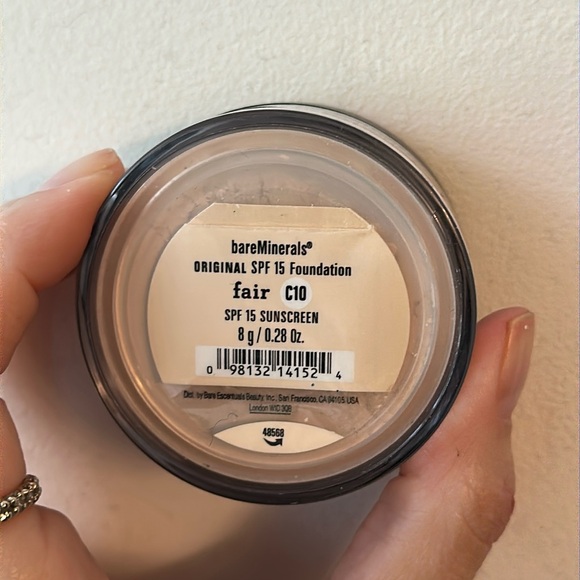 bareMinerals®
ORIGINAL SPF 15 Foundation
fair C10
SPF 15 SUNSCREEN
8 g / 0.28 Oz.
0 98132 14152 4
Dist. by Bare Escentuals Beauty, Inc., San Francisco, CA 94105, USA
London W1D 3QB
48568